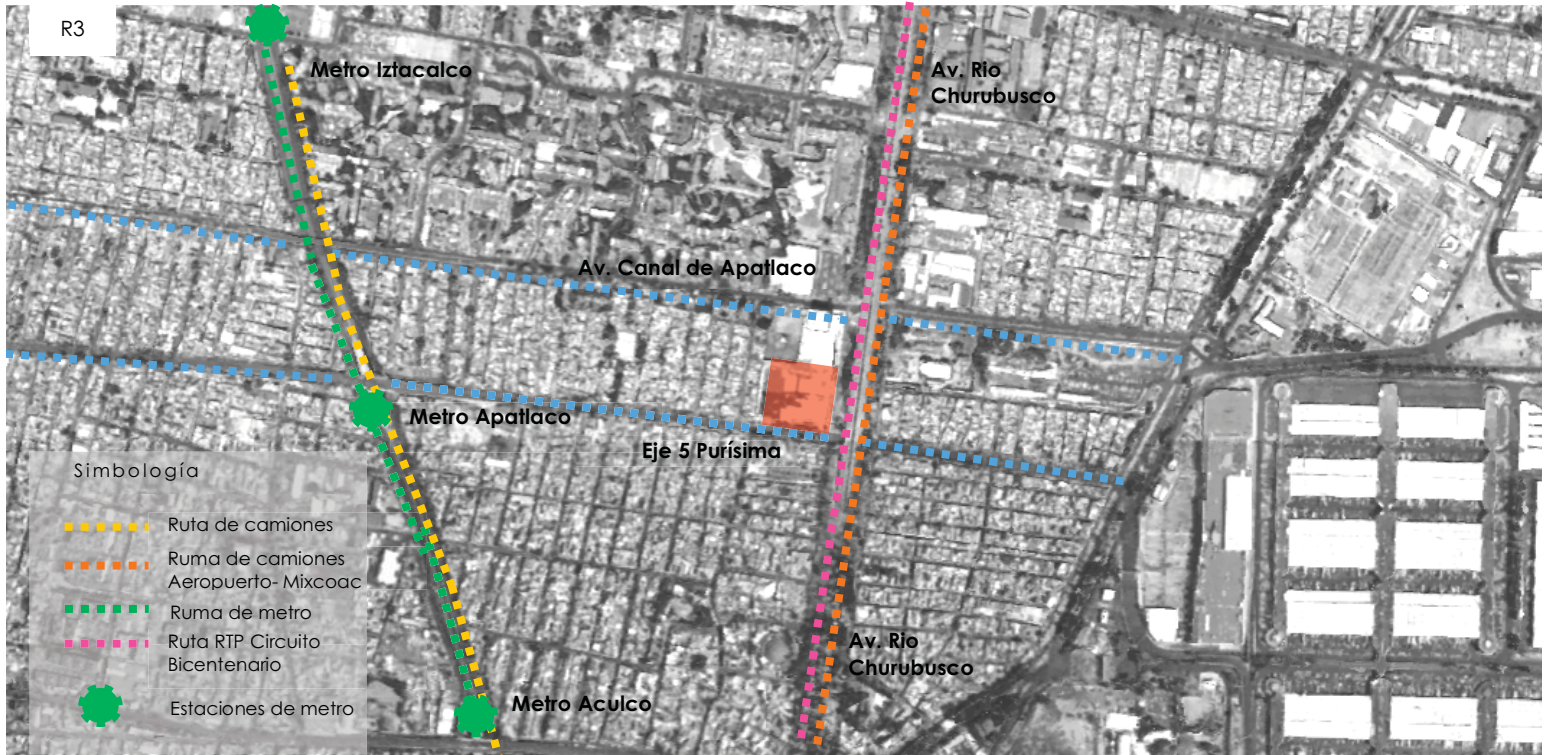 R3
Metro Iztacalco
Av. Rio
Churubusco
Av. Canal de Apatlaco
Metro Apatlaco
Eje 5 Purísima
Simbología
Ruta de camiones
Ruma de camiones
Aeropuerto- Mixcoac
Ruma de metro
Ruta RTP Circuito
Bicentenario
Estaciones de metro
Av. Rio
Churubusco
Metro Aculco